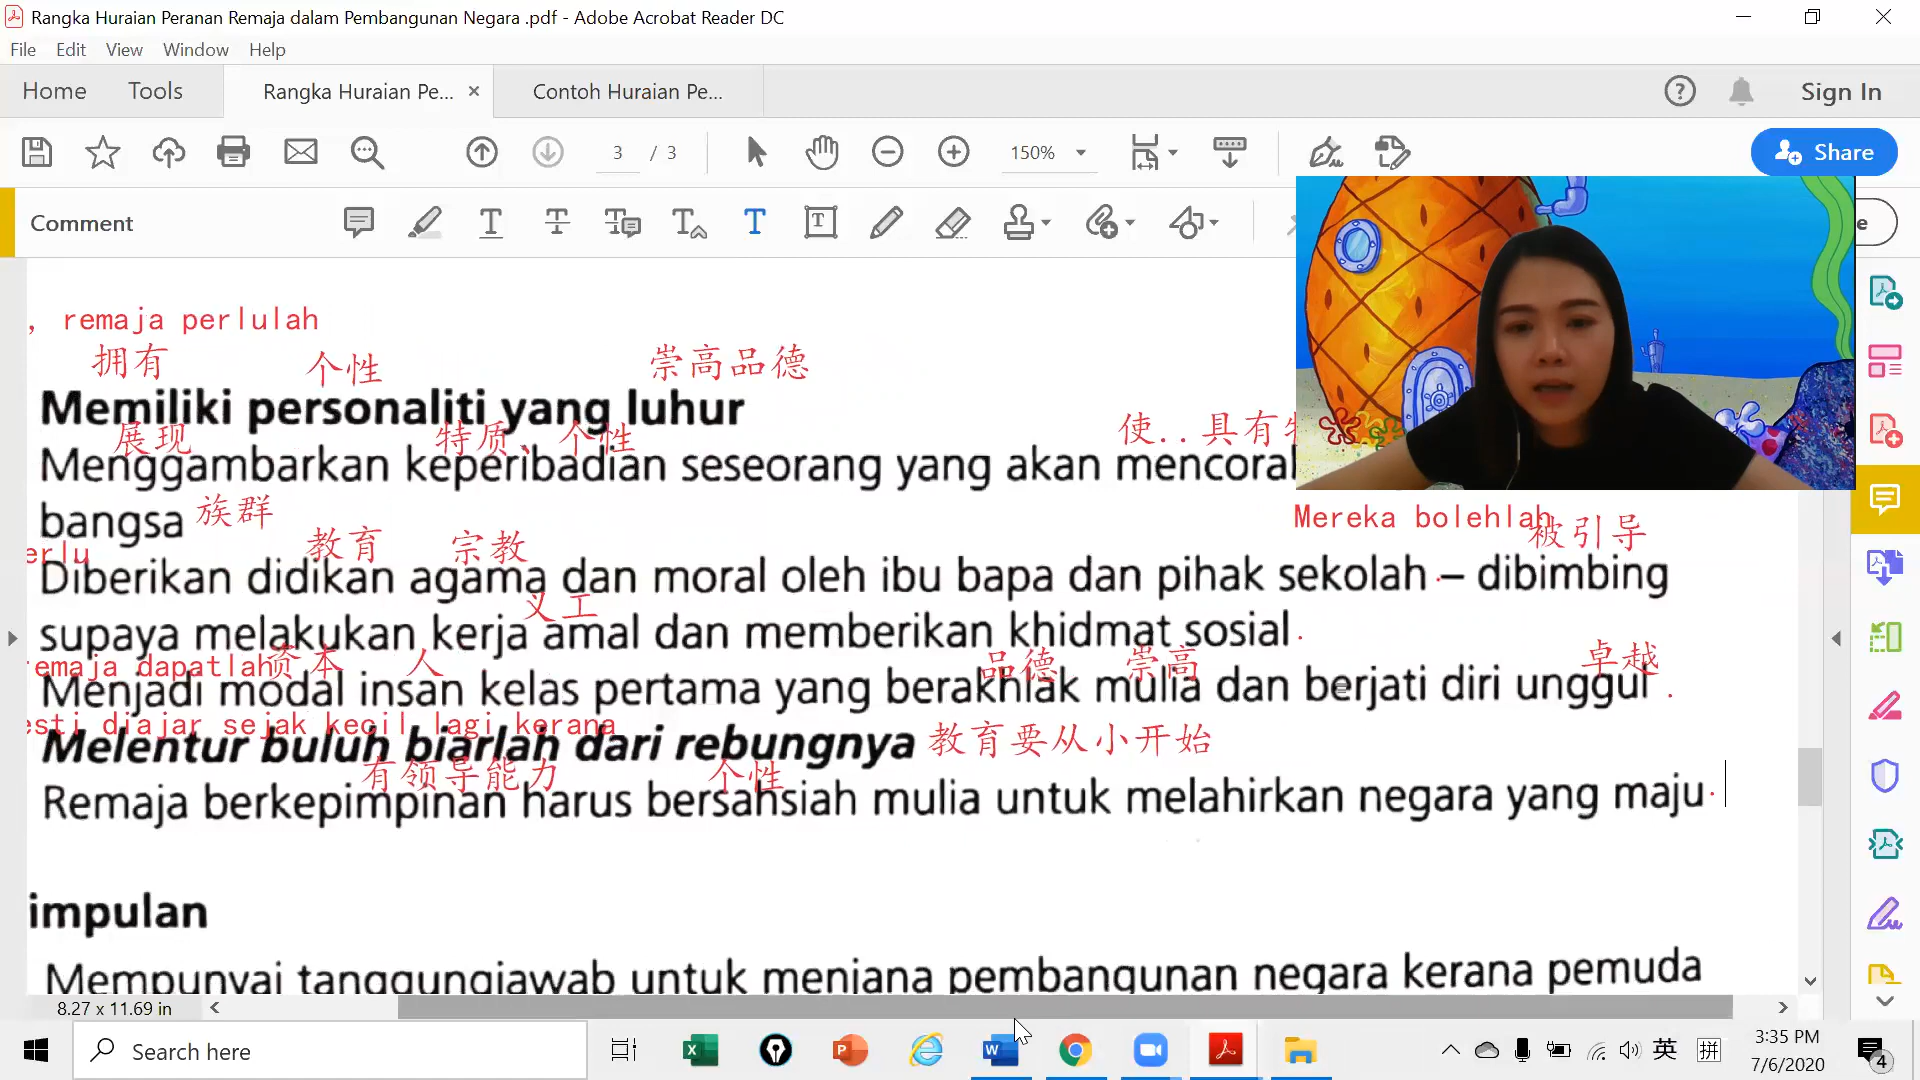 Rangka Huraian Peranan Remaja dalam Pembangunan Negara .pdf - Adobe Acrobat Reader DC
File Edit View Window Help
Home Tools Rangka Huraian Pe... × Contoh Huraian Pe... Sign In
3 / 3 150% Share
Comment
, remaja perlulah
拥有 个性 崇高品德
Memiliki personaliti yang luhur
展现 特质、个性 使..具有
Menggambarkan keperibadian seseorang yang akan
bangsa 族群
Mereka bolehlah 被引导
教育 宗教
Diberikan didikan agama dan moral oleh ibu bapa dan pihak sekolah – dibimbing
义工
supaya melakukan kerja amal dan memberikan khidmat sosial .
remaja dapatlah 资本 人 品德 崇高 卓越
Menjadi modal insan kelas pertama yang berakhlak mulia dan berjati diri unggul .
diajar sejak kecil lagi kerana
Melentur buluh biarlah dari rebungnya 教育要从小开始
有领导能力 个性
Remaja berkepimpinan harus bersahsiah mulia untuk melahirkan negara yang maju .
impulan
Mempunyai tanggungjawab untuk menjana pembangunan negara kerana pemuda
8.27 x 11.69 in
Search here
英 拼
3:35 PM
7/6/2020
4